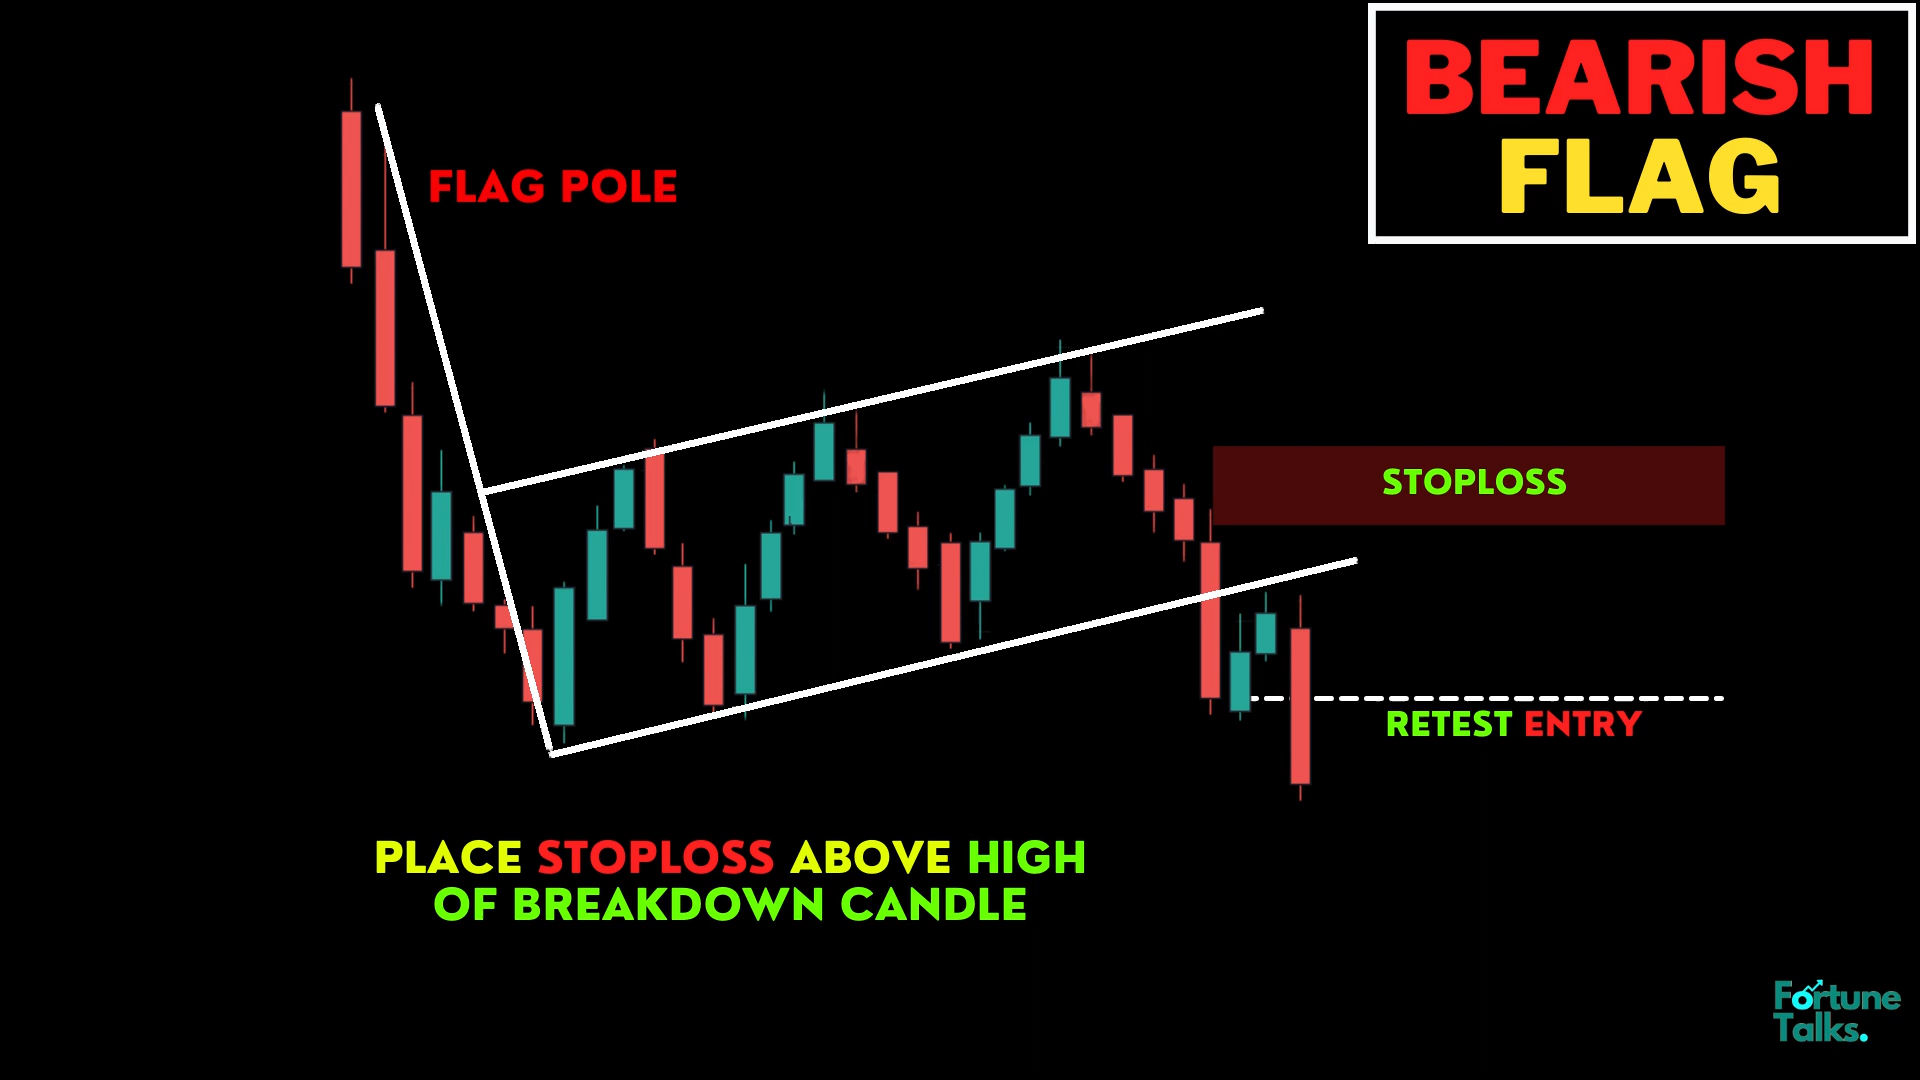 BEARISH
FLAG
FLAG POLE
STOPLOSS
RETEST ENTRY
PLACE STOPLOSS ABOVE HIGH
OF BREAKDOWN CANDLE
Fortune
Talks.